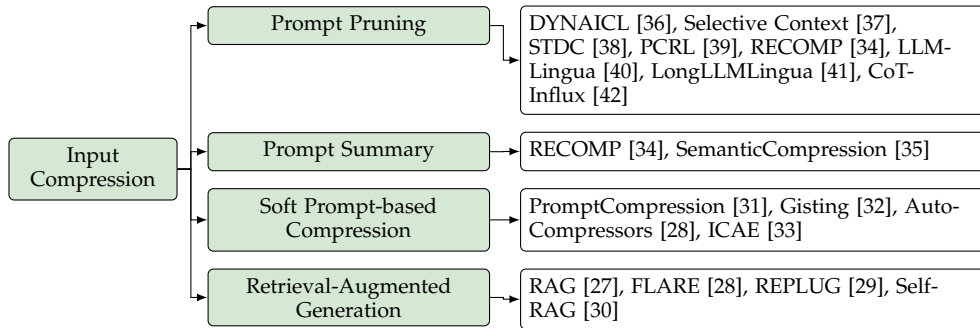 Prompt Pruning
DYNAICL [36], Selective Context [37],
STDC [38], PCRL [39], RECOMP [34], LLM-
Lingua [40], LongLLMLingua [41], CoT-
Influx [42]
Input
Compression
Prompt Summary
RECOMP [34], SemanticCompression [35]
Soft Prompt-based
Compression
PromptCompression [31], Gisting [32], Auto-
Compressors [28], ICAE [33]
Retrieval-Augmented
Generation
RAG [27], FLARE [28], REPLUG [29], Self-
RAG [30]